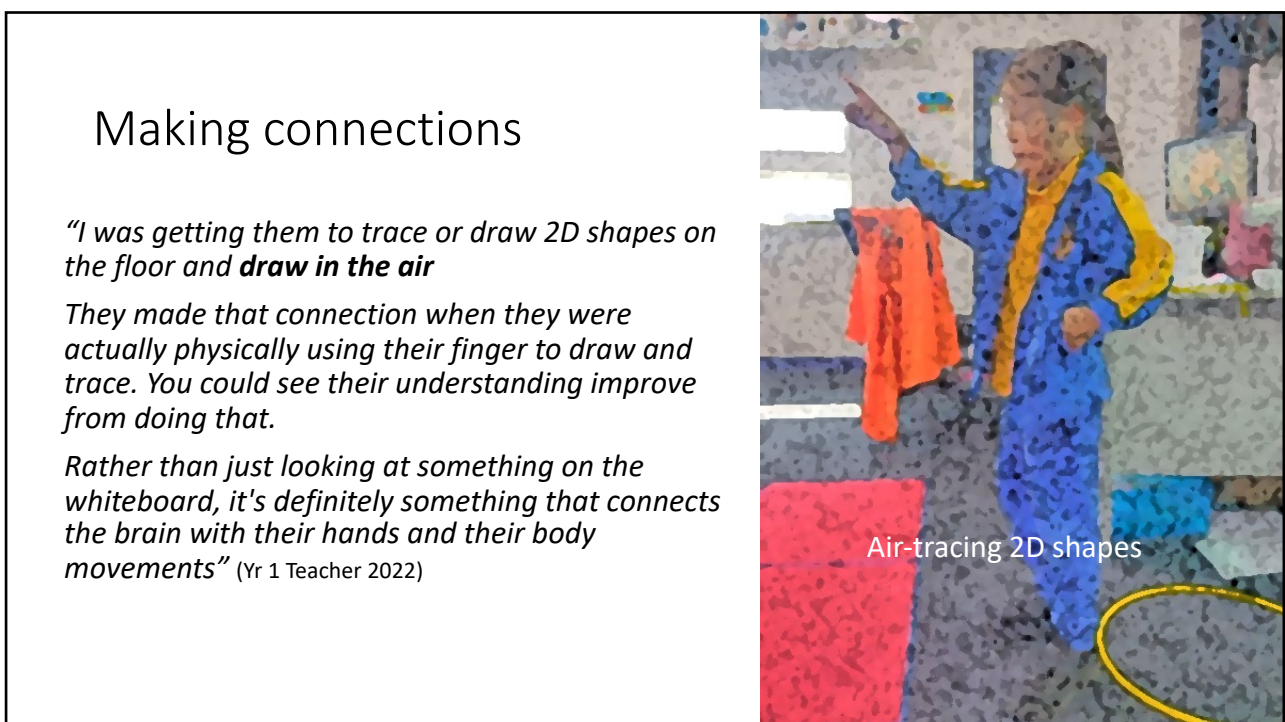 Making connections
“I was getting them to trace or draw 2D shapes on
the floor and draw in the air
They made that connection when they were
actually physically using their finger to draw and
trace. You could see their understanding improve
from doing that.
Rather than just looking at something on the
whiteboard, it's definitely something that connects
the brain with their hands and their body
movements” (Yr 1 Teacher 2022)
Air-tracing 2D shapes